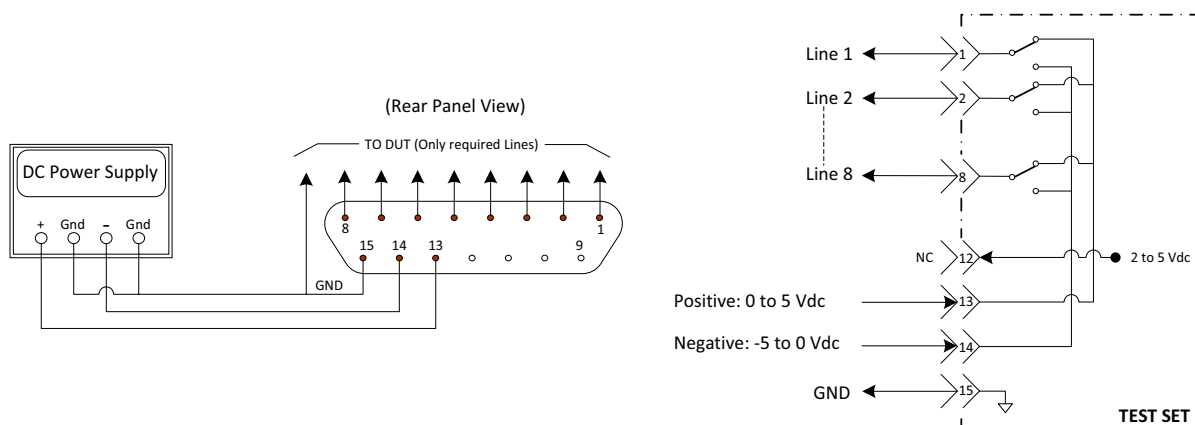 (Rear Panel View)
TO DUT (Only required Lines)
DC Power Supply
+ Gnd – Gnd
8 1
15 14 13 9
GND
Line 1 1
Line 2 2
Line 8 8
NC 12 2 to 5 Vdc
Positive: 0 to 5 Vdc 13
Negative: -5 to 0 Vdc 14
GND 15
TEST SET